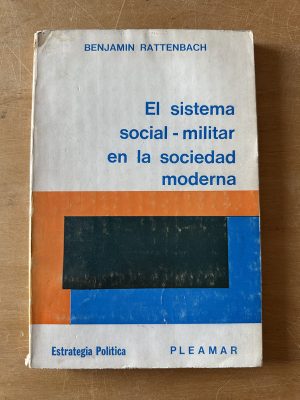 BENJAMIN RATTENBACH
El sistema
social - militar
en la sociedad
moderna
Estrategia Política PLEAMAR